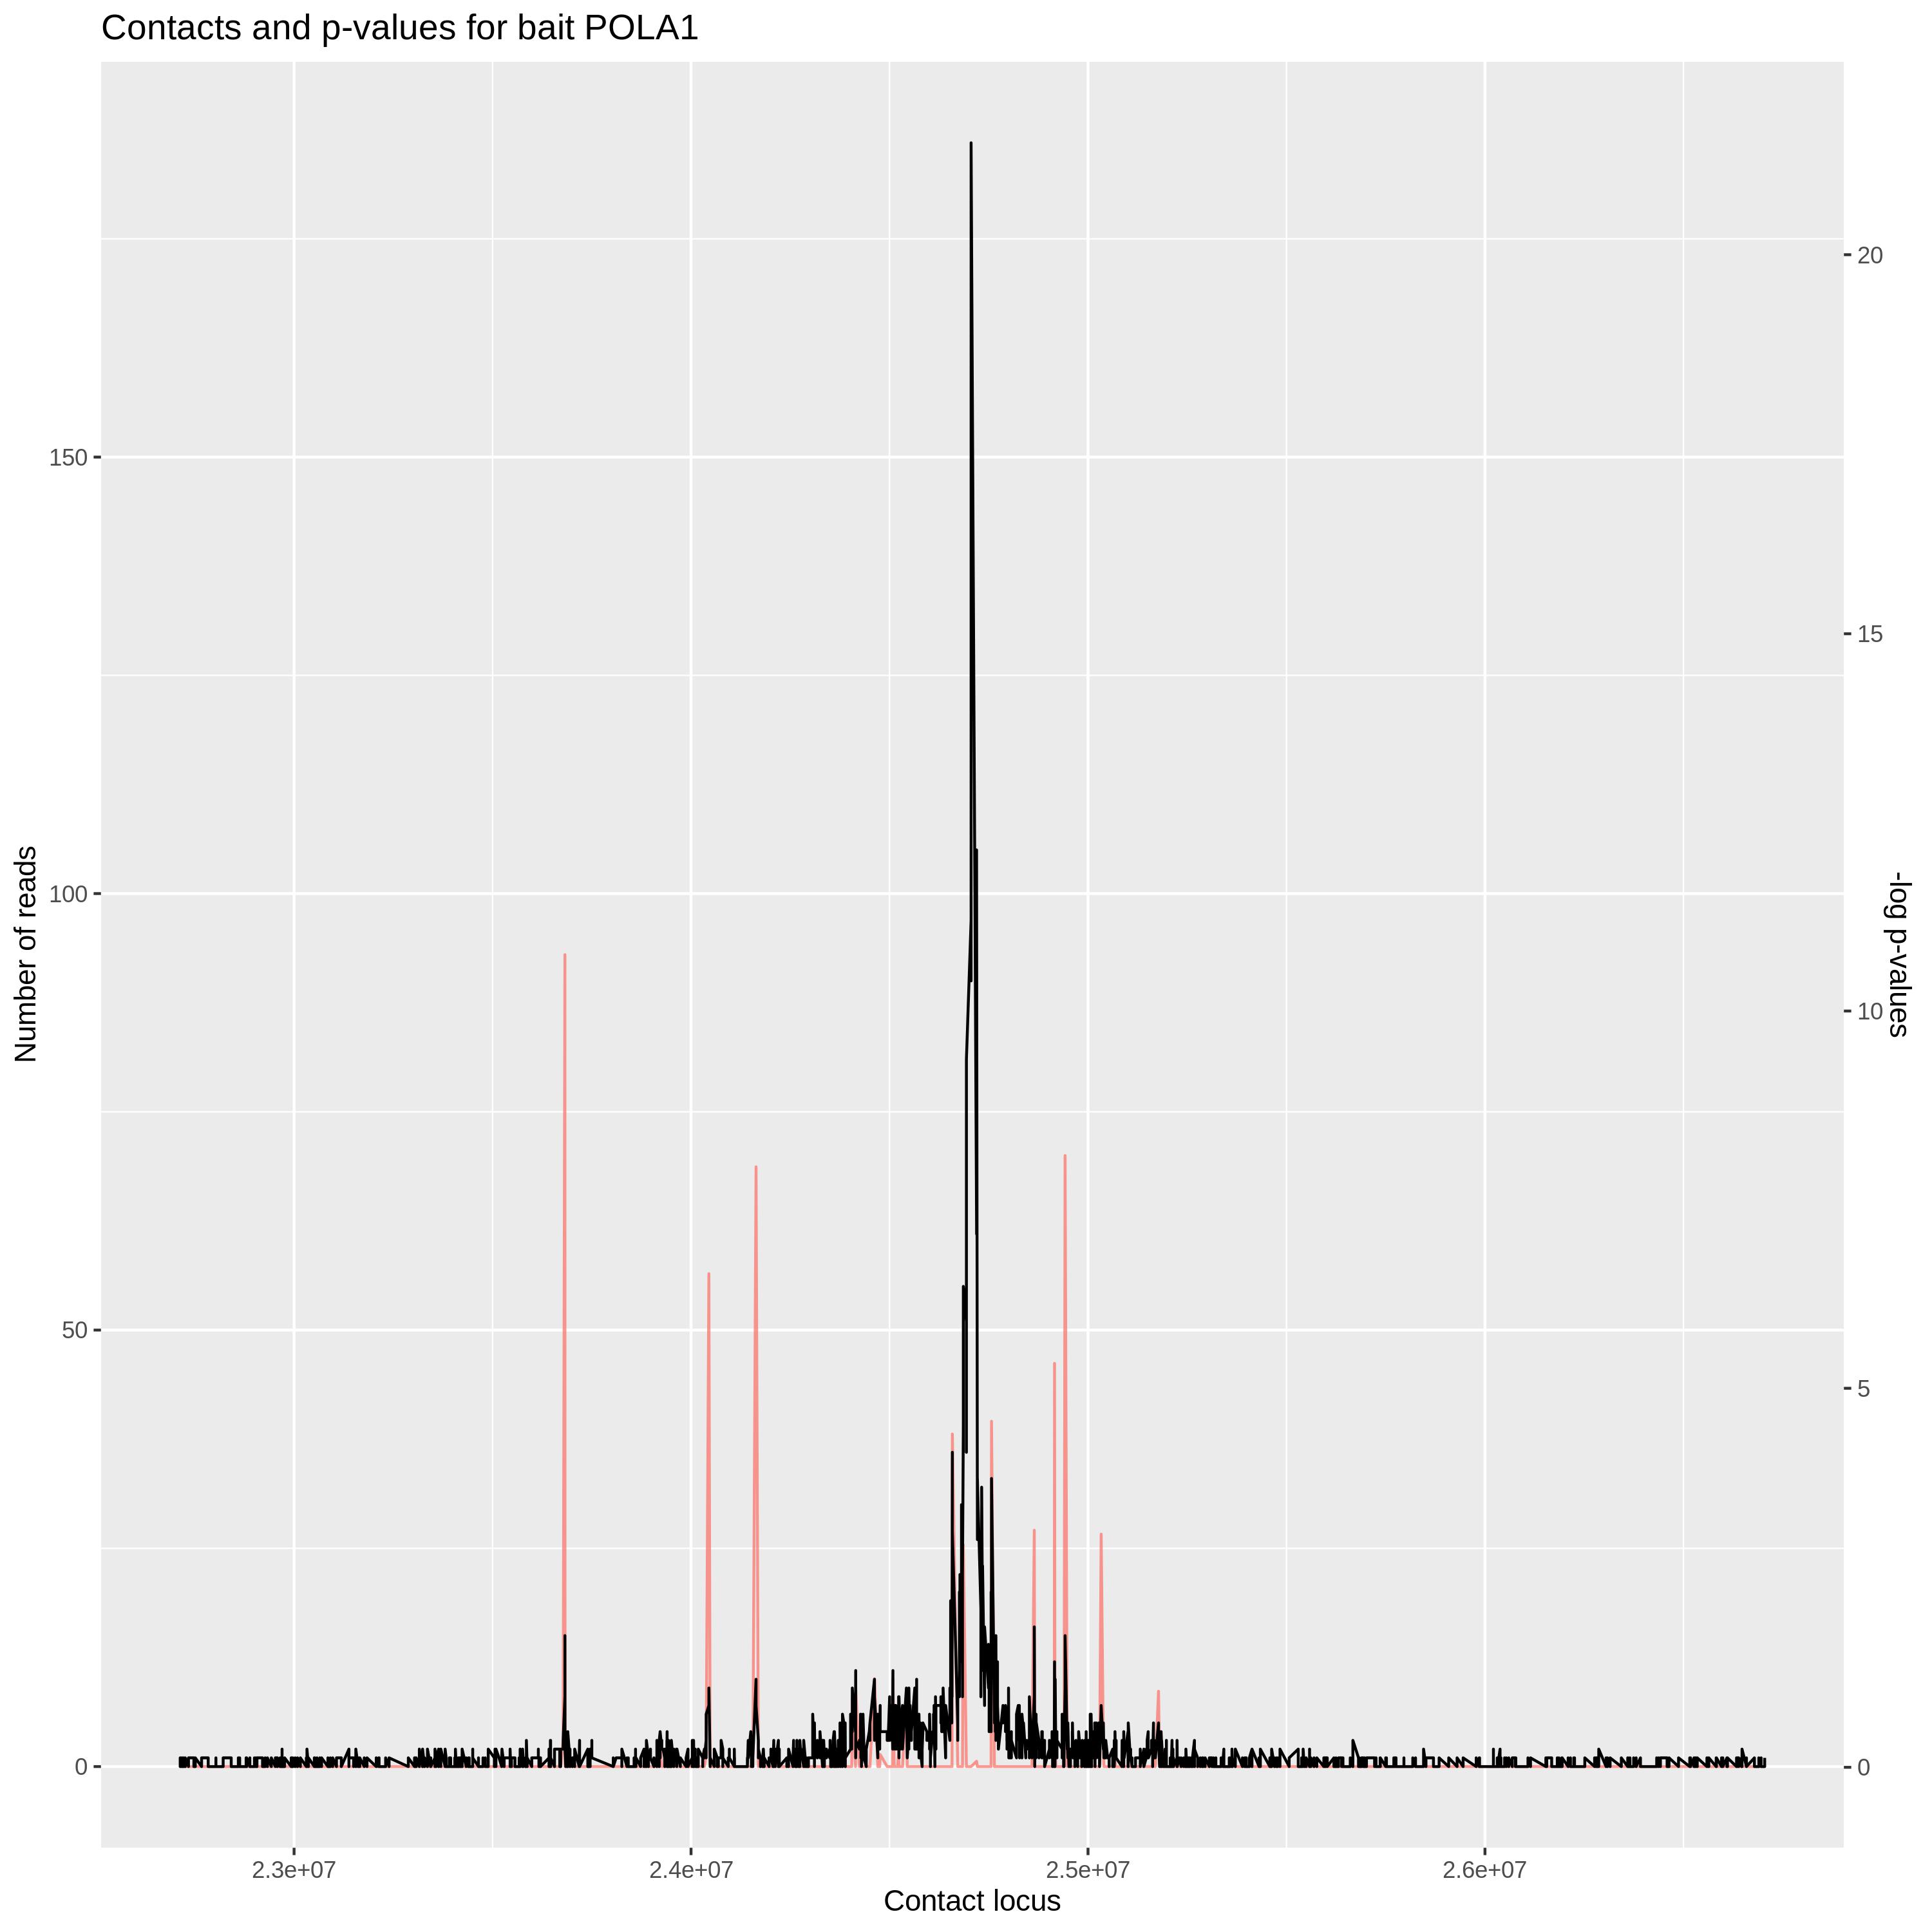 Contacts and p-values for bait POLA1
Number of reads
150
100
50
0
20
15
10
5
0
-log p-values
2.3e+07
2.4e+07
2.5e+07
2.6e+07
Contact locus